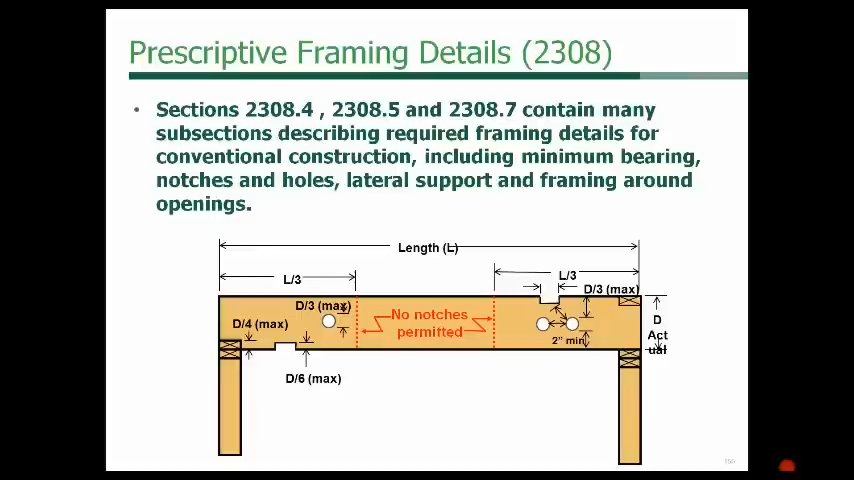 Prescriptive Framing Details (2308)
• Sections 2308.4 , 2308.5 and 2308.7 contain many
subsections describing required framing details for
conventional construction, including minimum bearing,
notches and holes, lateral support and framing around
openings.
Length (L)
L/3
L/3
D/3 (max)
D/3 (max)
D/4 (max)
No notches
permitted
D
Act
ual
2" min
D/6 (max)
156